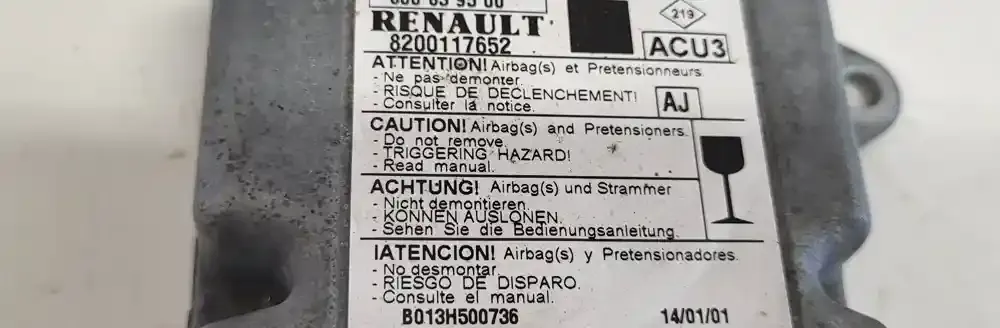 RENAULT
8200117652
219
ACU3
ATTENTION! Airbag(s) et Pretensionneurs
- Ne pas demonter.
- RISQUE DE DECLENCHEMENT!
- Consulter la notice.
AJ
CAUTION! Airbag(s) and Pretensioners.
- Do not remove.
- TRIGGERING HAZARD!
- Read manual.
ACHTUNG! Airbag(s) und Strammer
- Nicht demontieren.
- KONNEN AUSLONEN.
- Sehen Sie die Bedienungsanleitung.
IATENCION! Airbag(s) y Pretensionadores.
- No desmontar.
- RIESGO DE DISPARO.
- Consulte el manual.
B013H500736 14/01/01